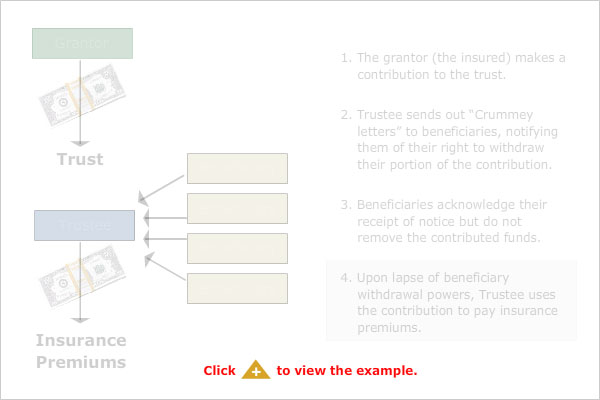 Grantor
Trust
Trustee
Insurance
Premiums
1. The grantor (the insured) makes a
contribution to the trust.
2. Trustee sends out “Crummey
letters” to beneficiaries, notifying
them of their right to withdraw
their portion of the contribution.
3. Beneficiaries acknowledge their
receipt of notice but do not
remove the contributed funds.
4. Upon lapse of beneficiary
withdrawal powers, Trustee uses
the contribution to pay insurance
premiums.
Click + to view the example.